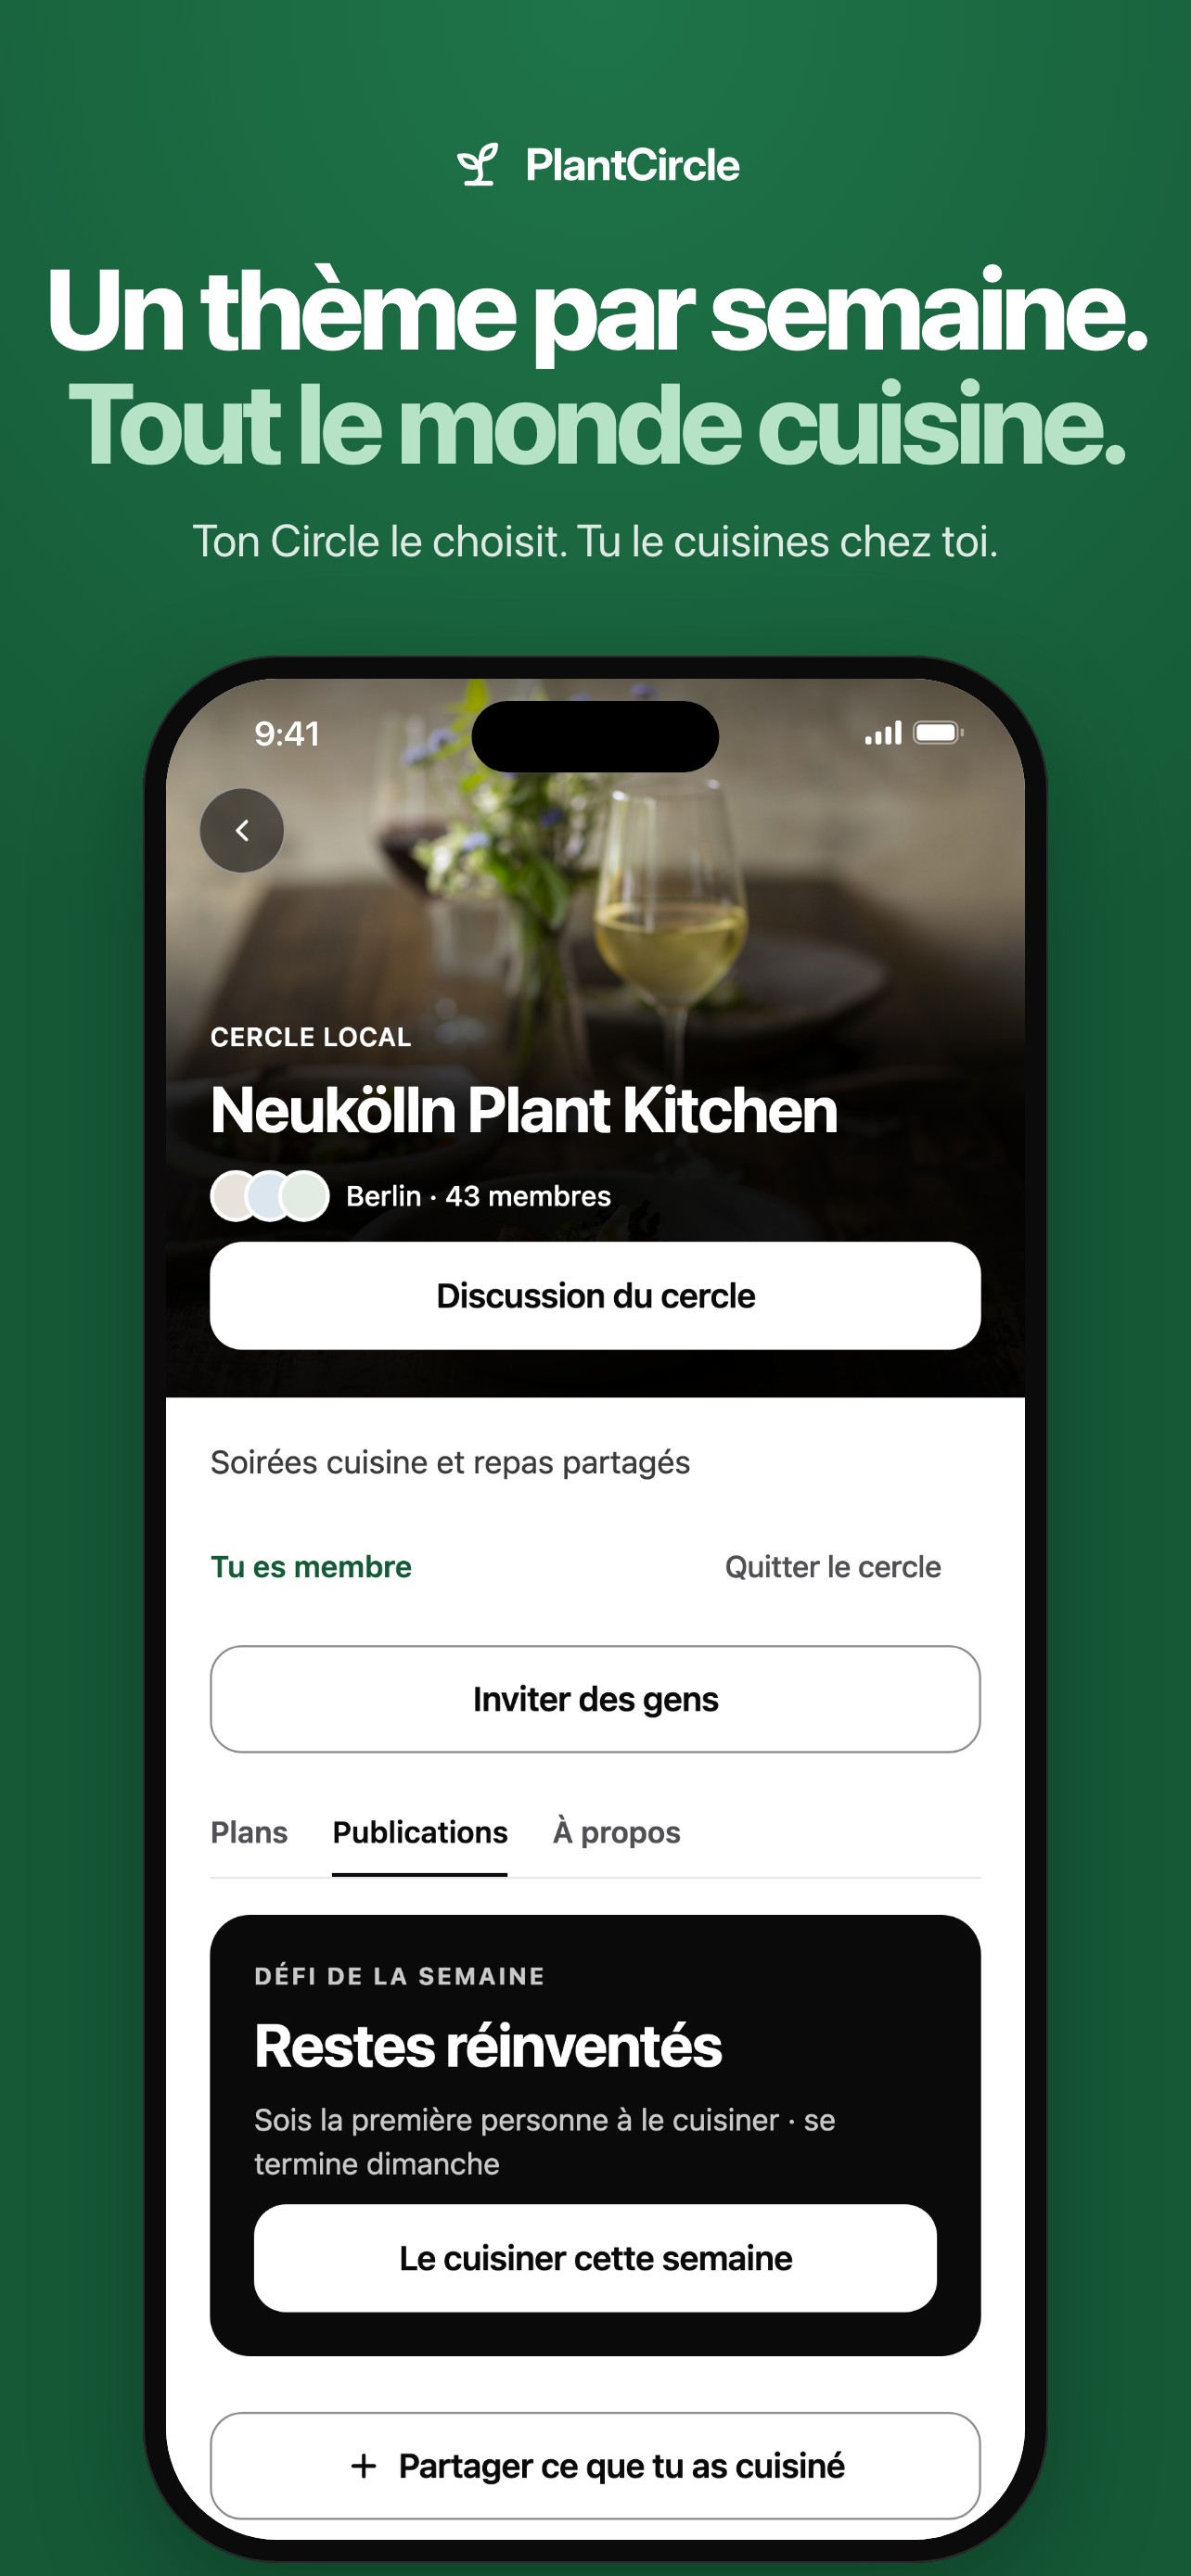 PlantCircle
Un thème par semaine.
Tout le monde cuisine.
Ton Circle le choisit. Tu le cuisines chez toi.
9:41
CERCLE LOCAL
Neukölln Plant Kitchen
Berlin · 43 membres
Discussion du cercle
Soirées cuisine et repas partagés
Tu es membre
Quitter le cercle
Inviter des gens
Plans Publications À propos
DÉFI DE LA SEMAINE
Restes réinventés
Sois la première personne à le cuisiner · se
termine dimanche
Le cuisiner cette semaine
+ Partager ce que tu as cuisiné